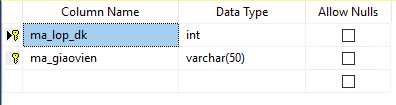 Column Name Data Type Allow Nulls
ma_lop_dk int
ma_giaovien varchar(50)